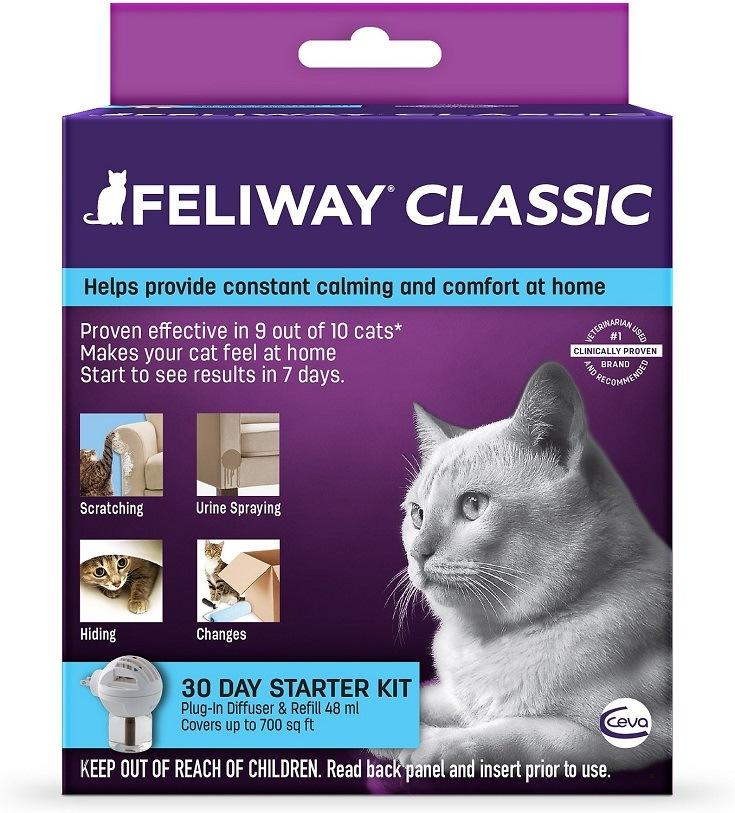 FELIWAY® CLASSIC
Helps provide constant calming and comfort at home
Proven effective in 9 out of 10 cats*
Makes your cat feel at home
Start to see results in 7 days.
VETERINARIAN USED
#1
CLINICALLY PROVEN
BRAND
AND RECOMMENDED
Scratching
Urine Spraying
Hiding
Changes
30 DAY STARTER KIT
Plug-In Diffuser & Refill 48 ml
Covers up to 700 sq ft
Ceva
KEEP OUT OF REACH OF CHILDREN. Read back panel and insert prior to use.